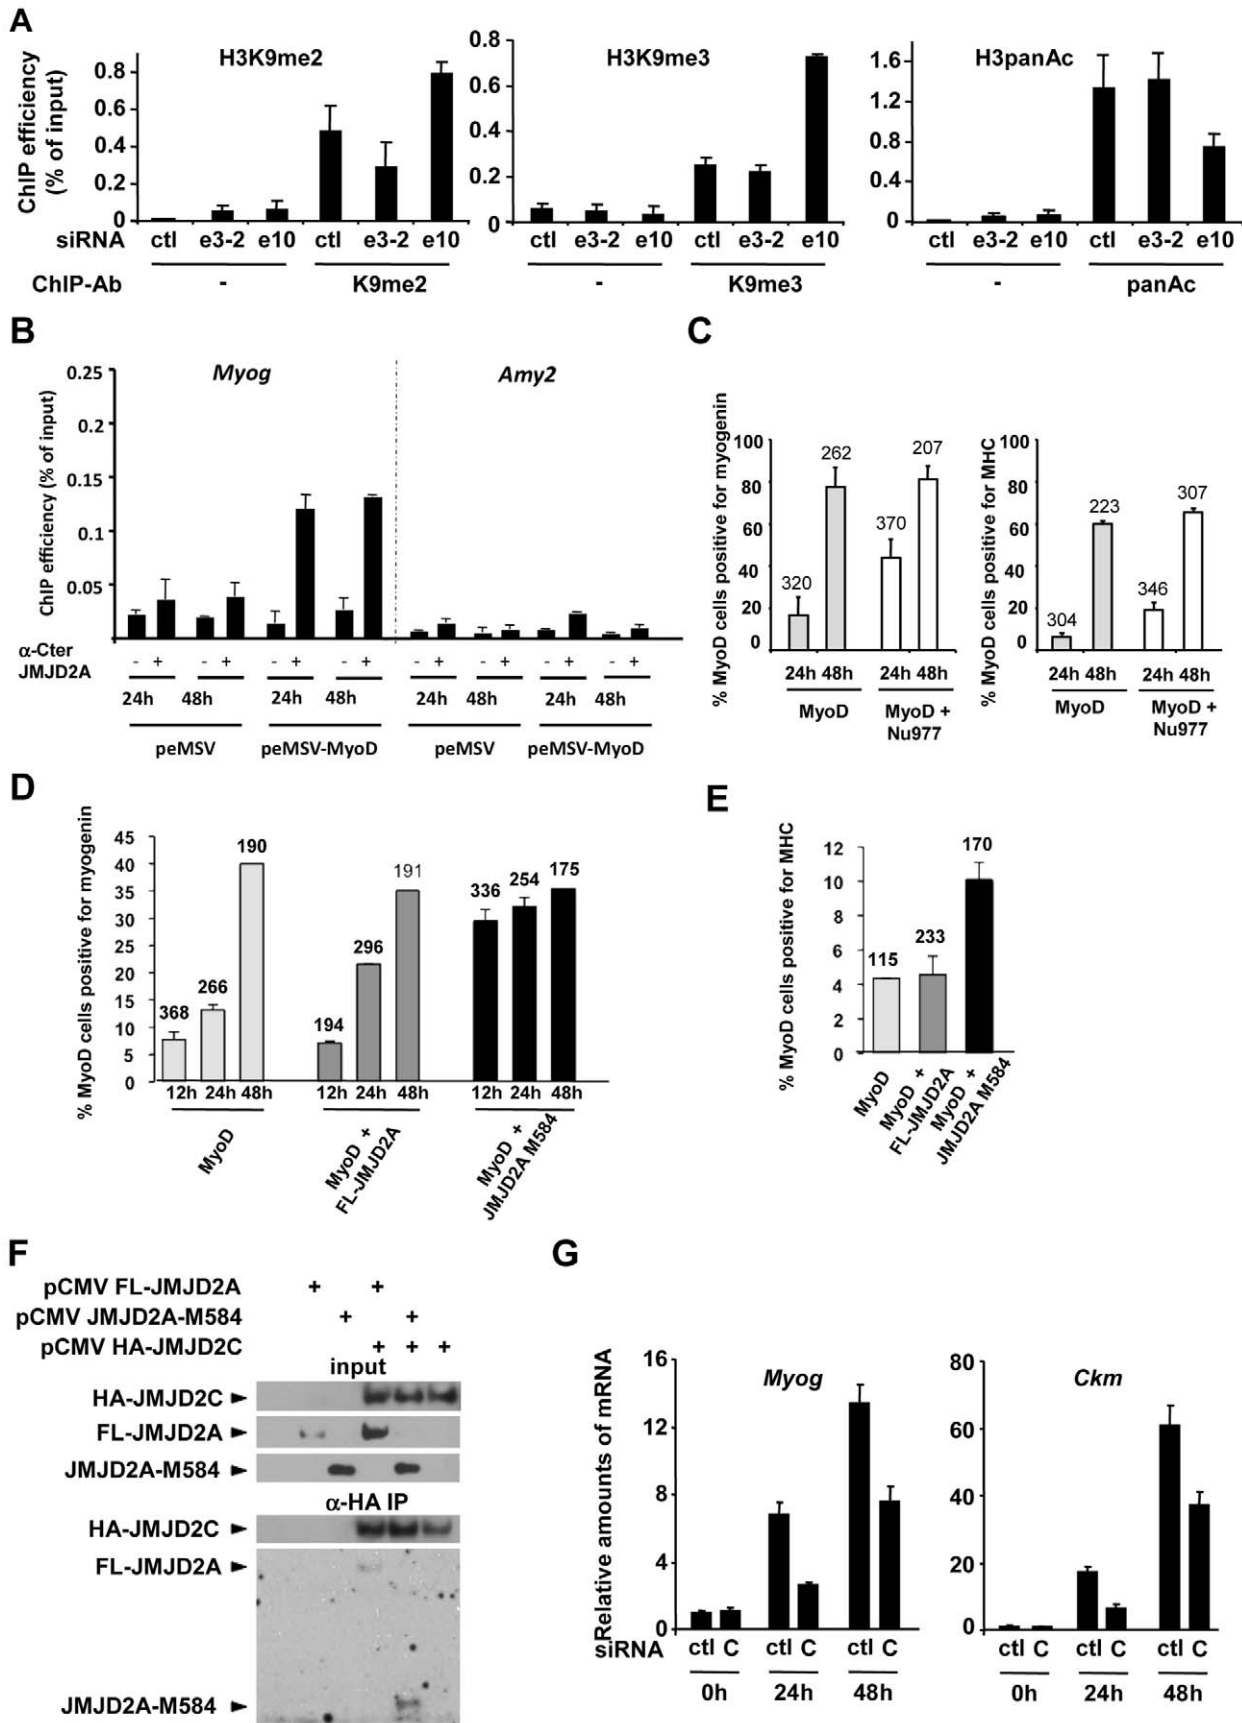 A
H3K9me2
H3K9me3
H3panAc
ChIP efficiency
(% of input)
0.8
0.6
0.4
0.2
0
0.8
0.6
0.4
0.2
0
1.6
1.2
0.8
0.4
0
siRNA ctl e3-2 e10 ctl e3-2 e10 ctl e3-2 e10 ctl e3-2 e10 ctl e3-2 e10 ctl e3-2 e10
ChIP-Ab - K9me2 - K9me3 - panAc
B
Myog
Amy2
ChIP efficiency (% of input)
0.25
0.2
0.15
0.1
0.05
0
α-Cter
JMJD2A
- + - + - + - + - + - + - + - +
24h 48h 24h 48h 24h 48h 24h 48h
peMSV peMSV-MyoD peMSV peMSV-MyoD
C
% MyoD cells positive for myogenin
100
80
60
40
20
0
320
262
370
207
24h 48h 24h 48h
MyoD
MyoD +
Nu977
% MyoD cells positive for MHC
100
80
60
40
20
0
304
223
346
307
24h 48h 24h 48h
MyoD
MyoD +
Nu977
D
% MyoD cells positive for myogenin
45
40
35
30
25
20
15
10
5
0
368
266
190
194
296
191
336
254
175
12h 24h 48h 12h 24h 48h 12h 24h 48h
MyoD
MyoD +
FL-JMJD2A
MyoD +
JMJD2A M584
E
% MyoD cells positive for MHC
12
10
8
6
4
2
0
115
233
170
MyoD
MyoD +
FL-JMJD2A
MyoD +
JMJD2A M584
F
pCMV FL-JMJD2A + +
pCMV JMJD2A-M584 + +
pCMV HA-JMJD2C + + +
input
HA-JMJD2C
FL-JMJD2A
JMJD2A-M584
α-HA IP
HA-JMJD2C
FL-JMJD2A
JMJD2A-M584
G
Relative amounts of mRNA
Myog
16
12
8
4
0
Ckm
80
60
40
20
0
siRNA ctl C ctl C ctl C ctl C ctl C ctl C
0h 24h 48h 0h 24h 48h